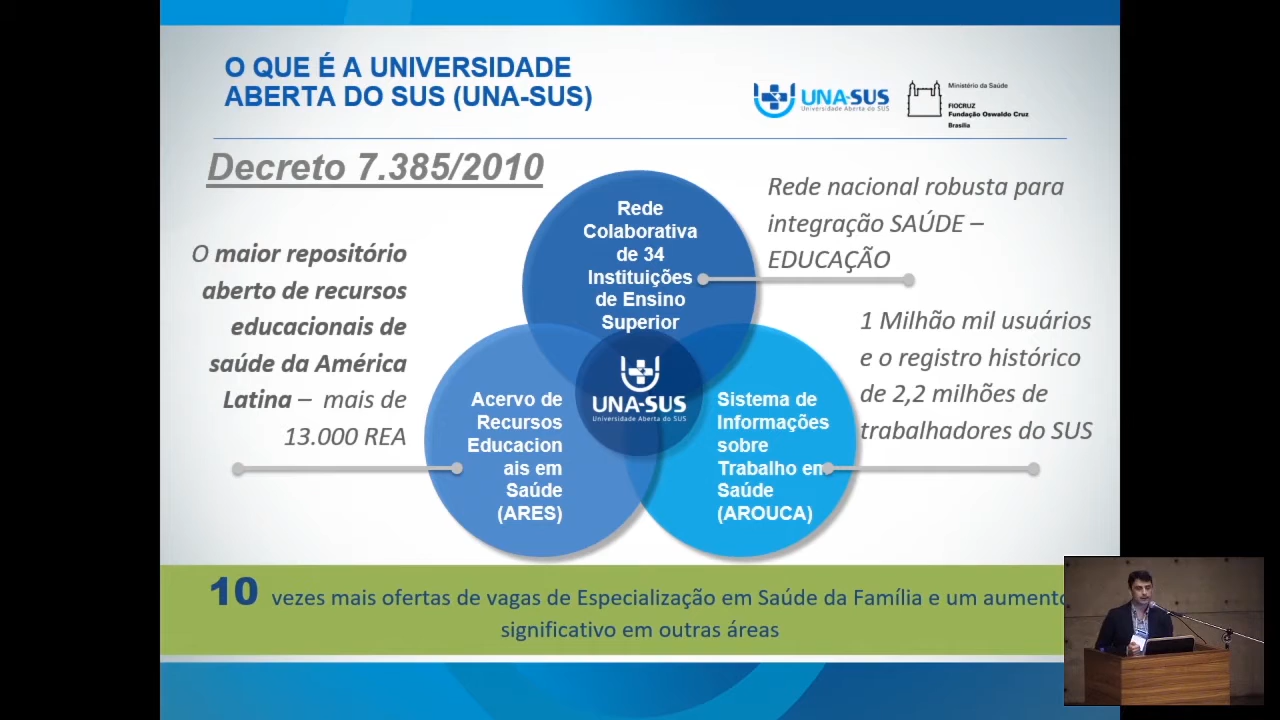 O QUE É A UNIVERSIDADE
ABERTA DO SUS (UNA-SUS)
UNA-SUS
Universidade Aberta do SUS
Ministério da Saúde
FIOCRUZ
Fundação Oswaldo Cruz
Brasília
Decreto 7.385/2010
Rede
Colaborativa
de 34
Instituições
de Ensino
Superior
Rede nacional robusta para
integração SAÚDE –
EDUCAÇÃO
O maior repositório
aberto de recursos
educacionais de
saúde da América
Latina – mais de
13.000 REA
1 Milhão mil usuários
e o registro histórico
de 2,2 milhões de
trabalhadores do SUS
UNA-SUS
Universidade Aberta do SUS
Acervo de
Recursos
Educacion
ais em
Saúde
(ARES)
Sistema de
Informações
sobre
Trabalho em
Saúde
(AROUCA)
10 vezes mais ofertas de vagas de Especialização em Saúde da Família e um aumento
significativo em outras áreas